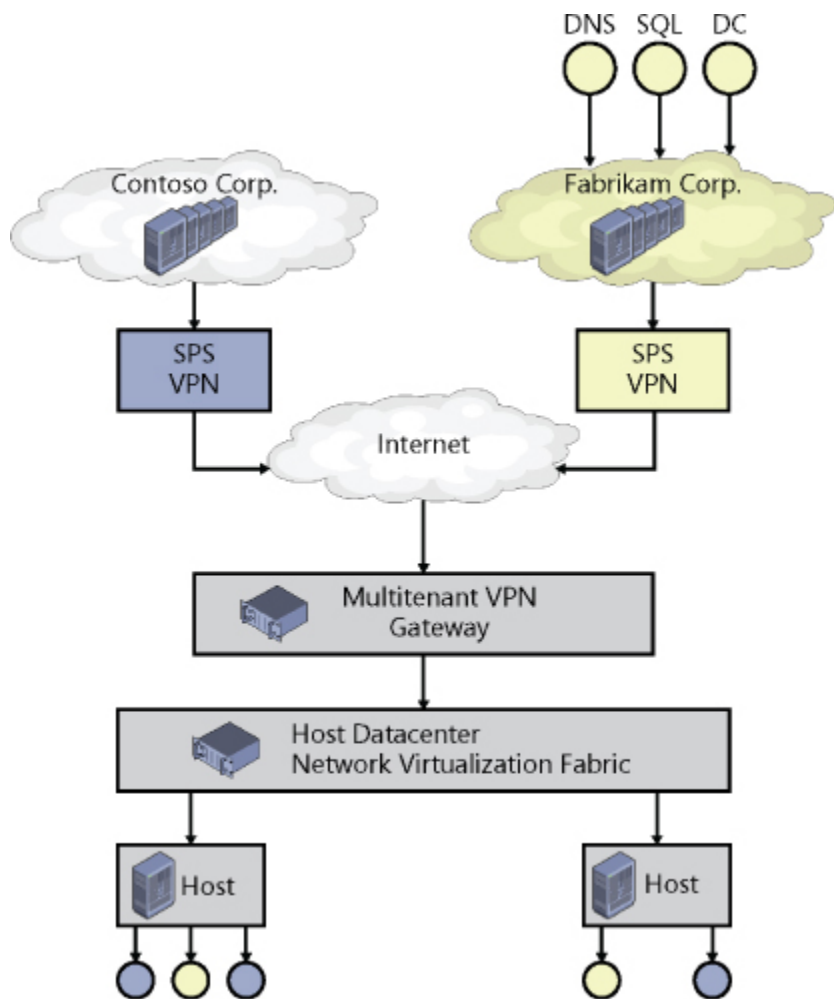 DNS SQL DC
Contoso Corp.
Fabrikam Corp.
SPS
VPN
SPS
VPN
Internet
Multitenant VPN
Gateway
Host Datacenter
Network Virtualization Fabric
Host
Host